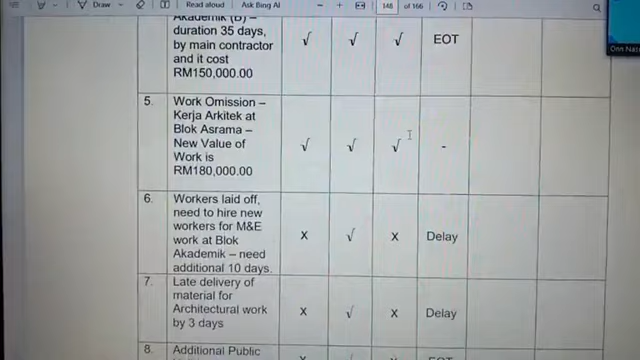 Draw
Read aloud
Ask Bing AI
148
of 166
Akademik (B) –
duration 35 days,
by main contractor
and it cost
RM150,000.00
√ √ √ EOT
5.
Work Omission –
Kerja Arkitek at
Blok Asrama –
New Value of
Work is
RM180,000.00
√ √ √ -
6.
Workers laid off,
need to hire new
workers for M&E
work at Blok
Akademik – need
additional 10 days.
X √ X Delay
7.
Late delivery of
material for
Architectural work
by 3 days
X √ X Delay
8.
Additional Public